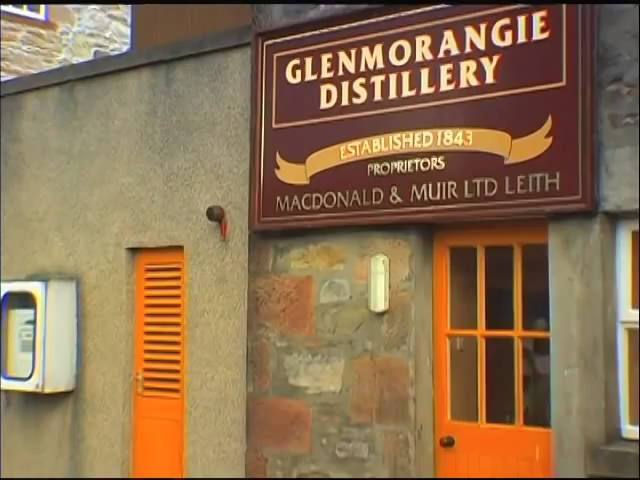 GLENMORANGIE
DISTILLERY
ESTABLISHED 1843
PROPRIETORS
MACDONALD & MUIR LTD LEITH